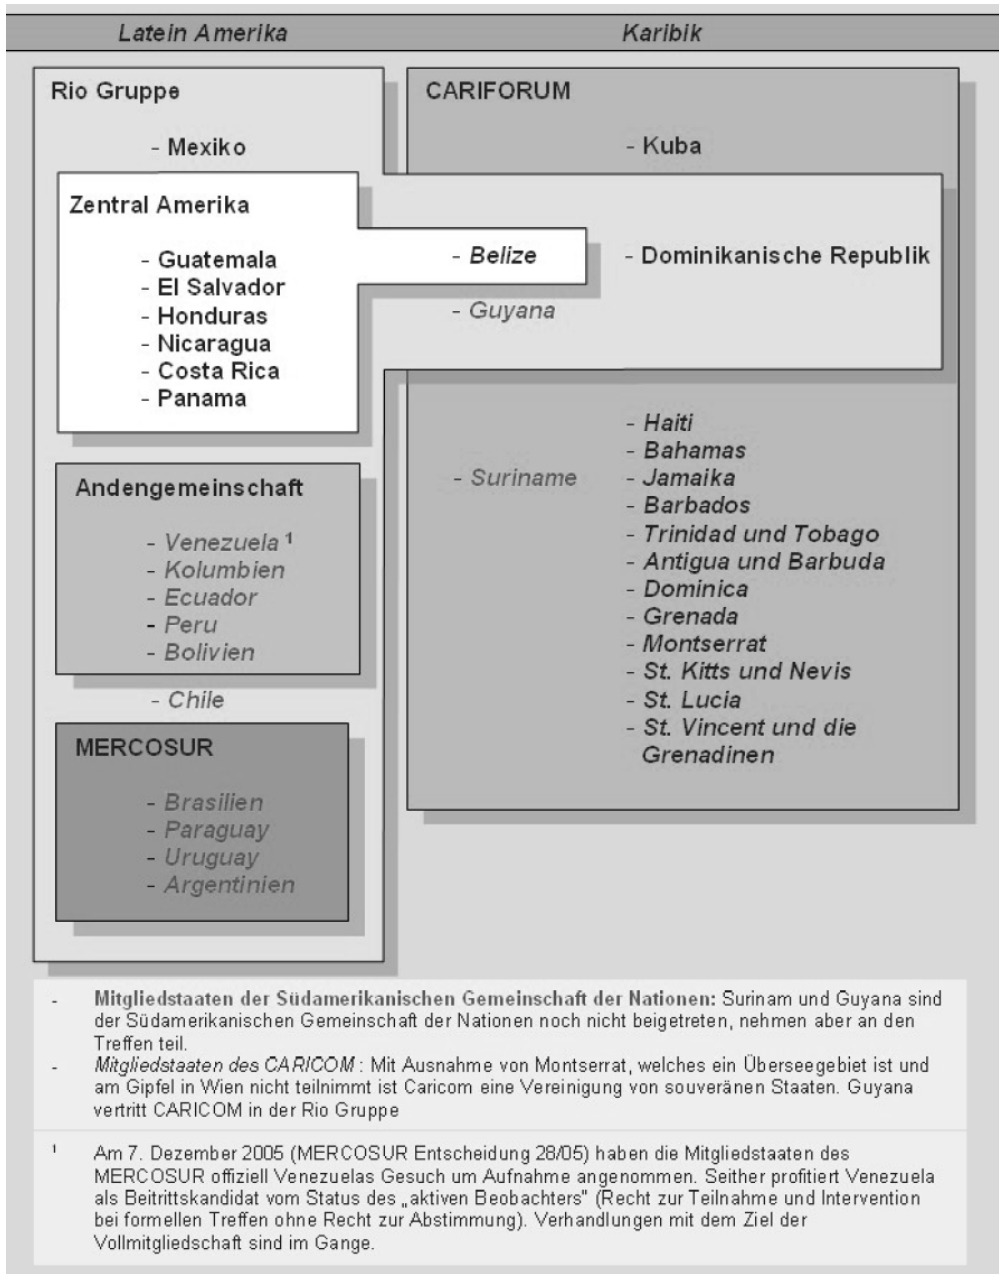 Latein Amerika
Karibik
Rio Gruppe
- Mexiko
Zentral Amerika
- Guatemala
- El Salvador
- Honduras
- Nicaragua
- Costa Rica
- Panama
Andengemeinschaft
- Venezuela ¹
- Kolumbien
- Ecuador
- Peru
- Bolivien
- Chile
MERCOSUR
- Brasilien
- Paraguay
- Uruguay
- Argentinien
CARIFORUM
- Kuba
- Belize
- Dominikanische Republik
- Guyana
- Suriname
- Haiti
- Bahamas
- Jamaika
- Barbados
- Trinidad und Tobago
- Antigua und Barbuda
- Dominica
- Grenada
- Montserrat
- St. Kitts und Nevis
- St. Lucia
- St. Vincent und die
Grenadinen
- Mitgliedstaaten der Südamerikanischen Gemeinschaft der Nationen: Surinam und Guyana sind
der Südamerikanischen Gemeinschaft der Nationen noch nicht beigetreten, nehmen aber an den
Treffen teil.
- Mitgliedstaaten des CARICOM : Mit Ausnahme von Montserrat, welches ein Überseegebiet ist und
am Gipfel in Wien nicht teilnimmt ist Caricom eine Vereinigung von souveränen Staaten. Guyana
vertritt CARICOM in der Rio Gruppe
¹ Am 7. Dezember 2005 (MERCOSUR Entscheidung 28/05) haben die Mitgliedstaaten des
MERCOSUR offiziell Venezuelas Gesuch um Aufnahme angenommen. Seither profitiert Venezuela
als Beitrittskandidat vom Status des „aktiven Beobachters" (Recht zur Teilnahme und Intervention
bei formellen Treffen ohne Recht zur Abstimmung). Verhandlungen mit dem Ziel der
Vollmitgliedschaft sind im Gange.